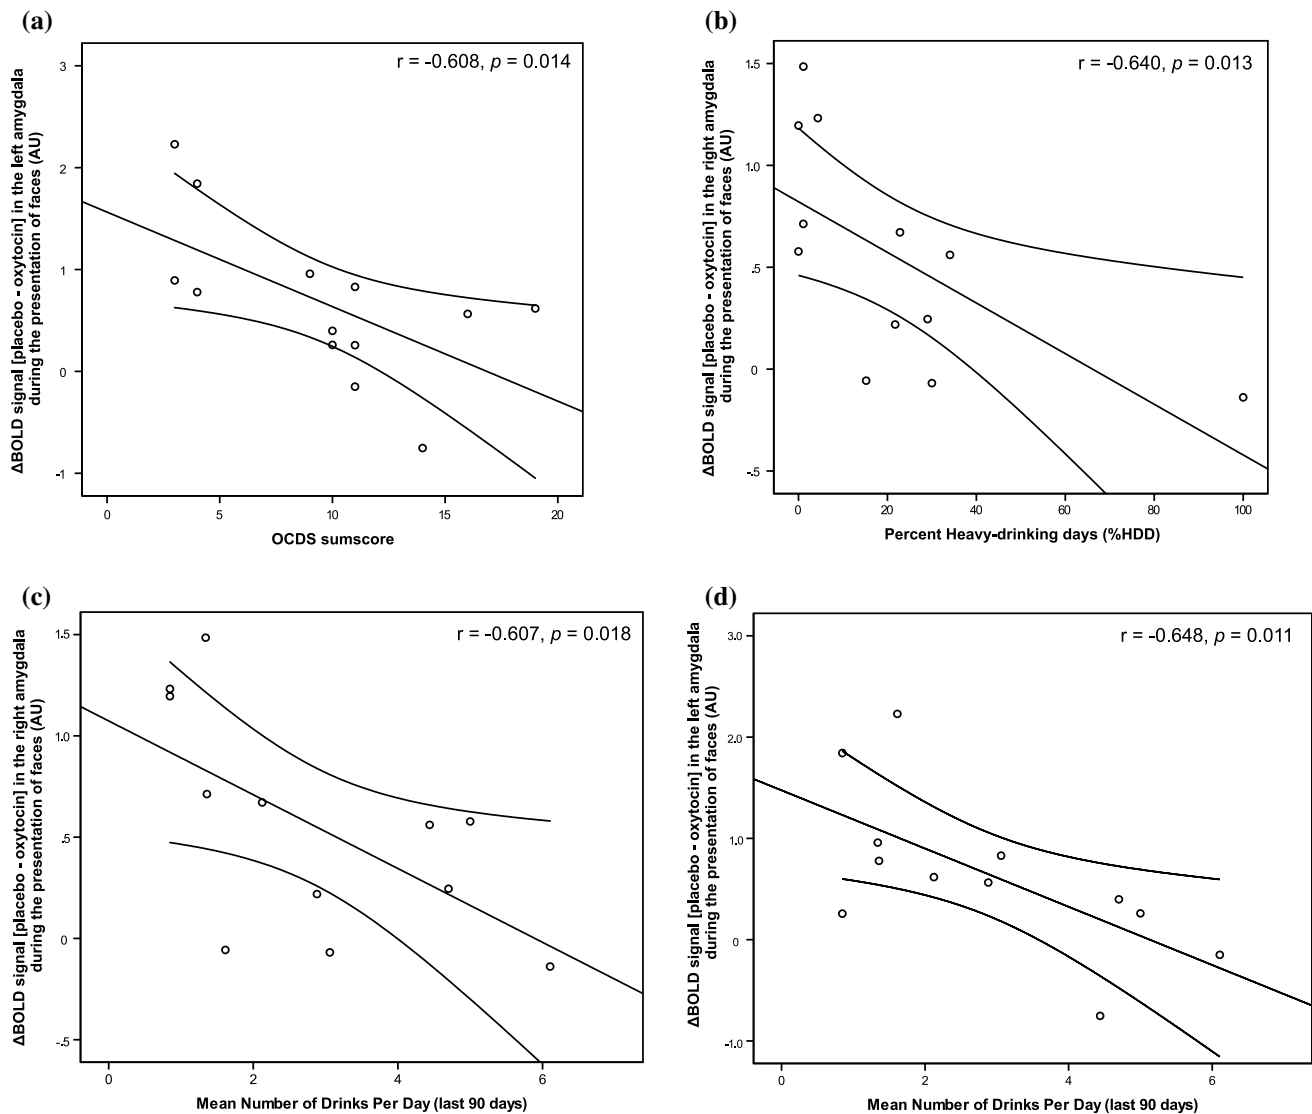 (a)
r = -0.608, p = 0.014
ΔBOLD signal [placebo - oxytocin] in the left amygdala
during the presentation of faces (AU)
3
2
1
0
-1
0 5 10 15 20
OCDS sumscore
(b)
r = -0.640, p = 0.013
ΔBOLD signal [placebo - oxytocin] in the right amygdala
during the presentation of faces (AU)
1.5
1.0
.5
0
-.5
0 20 40 60 80 100
Percent Heavy-drinking days (%HDD)
(c)
r = -0.607, p = 0.018
ΔBOLD signal [placebo - oxytocin] in the right amygdala
during the presentation of faces (AU)
1.5
1.0
.5
0
-.5
0 2 4 6
Mean Number of Drinks Per Day (last 90 days)
(d)
r = -0.648, p = 0.011
ΔBOLD signal [placebo - oxytocin] in the left amygdala
during the presentation of faces (AU)
3.0
2.0
1.0
0
-1.0
0 2 4 6
Mean Number of Drinks Per Day (last 90 days)